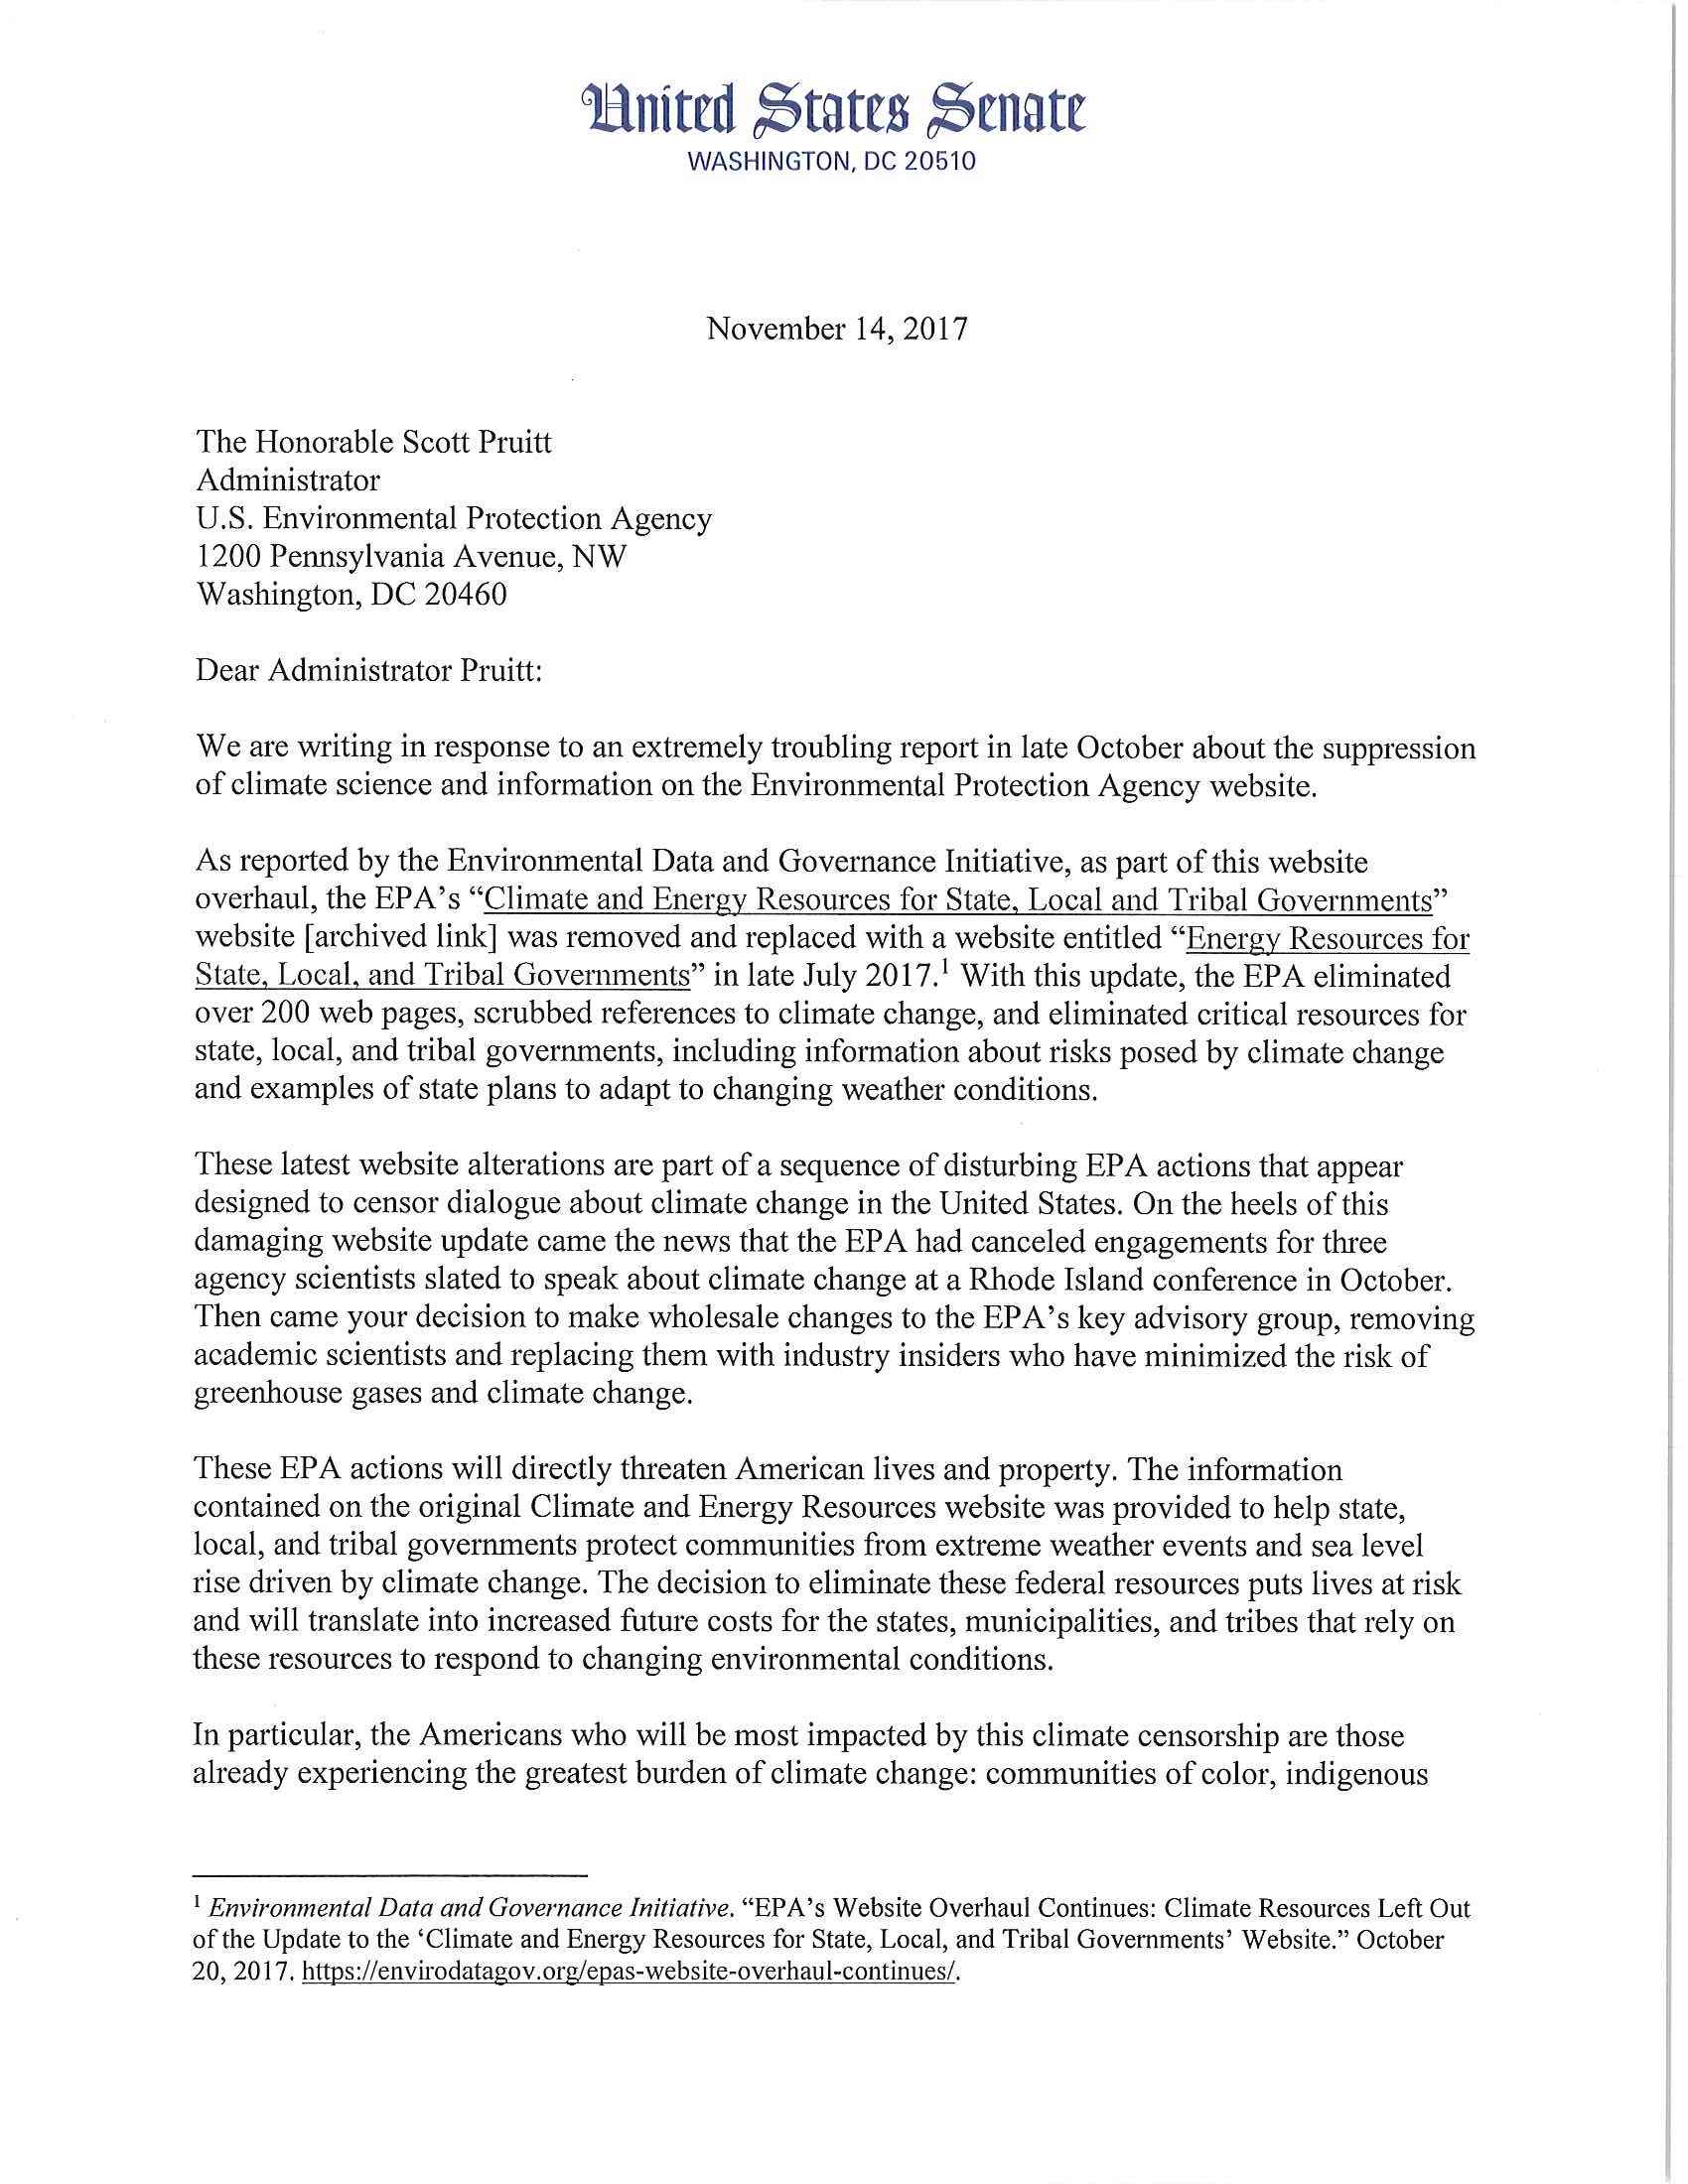 United States Senate
WASHINGTON, DC 20510
November 14, 2017
The Honorable Scott Pruitt
Administrator
U.S. Environmental Protection Agency
1200 Pennsylvania Avenue, NW
Washington, DC 20460
Dear Administrator Pruitt:
We are writing in response to an extremely troubling report in late October about the suppression
of climate science and information on the Environmental Protection Agency website.
As reported by the Environmental Data and Governance Initiative, as part of this website
overhaul, the EPA's “Climate and Energy Resources for State, Local and Tribal Governments”
website [archived link] was removed and replaced with a website entitled “Energy Resources for
State, Local, and Tribal Governments” in late July 2017.¹ With this update, the EPA eliminated
over 200 web pages, scrubbed references to climate change, and eliminated critical resources for
state, local, and tribal governments, including information about risks posed by climate change
and examples of state plans to adapt to changing weather conditions.
These latest website alterations are part of a sequence of disturbing EPA actions that appear
designed to censor dialogue about climate change in the United States. On the heels of this
damaging website update came the news that the EPA had canceled engagements for three
agency scientists slated to speak about climate change at a Rhode Island conference in October.
Then came your decision to make wholesale changes to the EPA's key advisory group, removing
academic scientists and replacing them with industry insiders who have minimized the risk of
greenhouse gases and climate change.
These EPA actions will directly threaten American lives and property. The information
contained on the original Climate and Energy Resources website was provided to help state,
local, and tribal governments protect communities from extreme weather events and sea level
rise driven by climate change. The decision to eliminate these federal resources puts lives at risk
and will translate into increased future costs for the states, municipalities, and tribes that rely on
these resources to respond to changing environmental conditions.
In particular, the Americans who will be most impacted by this climate censorship are those
already experiencing the greatest burden of climate change: communities of color, indigenous
¹ Environmental Data and Governance Initiative. “EPA's Website Overhaul Continues: Climate Resources Left Out
of the Update to the ‘Climate and Energy Resources for State, Local, and Tribal Governments’ Website.” October
20, 2017. https://envirodatagov.org/epas-website-overhaul-continues/.